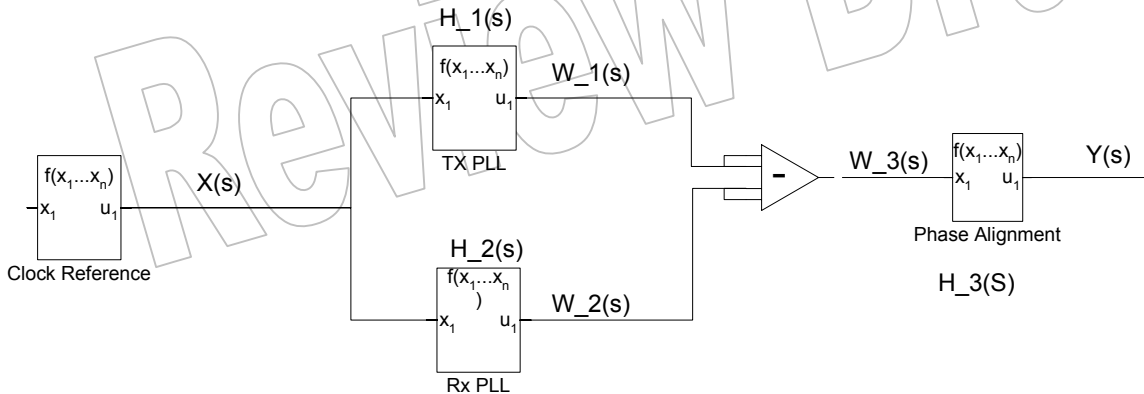 Review Dr
H_1(s)
f(x₁...xₙ)
x₁ u₁
TX PLL
W_1(s)
f(x₁...xₙ)
x₁ u₁
Clock Reference
X(s)
H_2(s)
f(x₁...xₙ
)
x₁ u₁
Rx PLL
W_2(s)
-
W_3(s)
f(x₁...xₙ)
x₁ u₁
Phase Alignment
H_3(S)
Y(s)